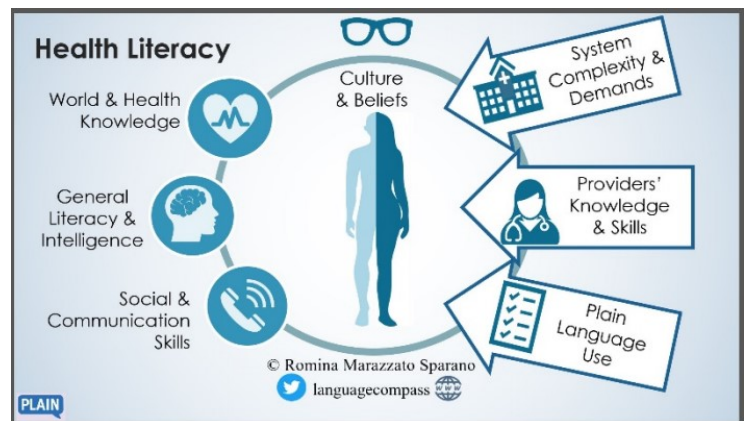 Health Literacy
World & Health
Knowledge
General
Literacy &
Intelligence
Social &
Communication
Skills
Culture
& Beliefs
System
Complexity &
Demands
Providers'
Knowledge
& Skills
Plain
Language
Use
© Romina Marazzato Sparano
languagecompass
PLAIN